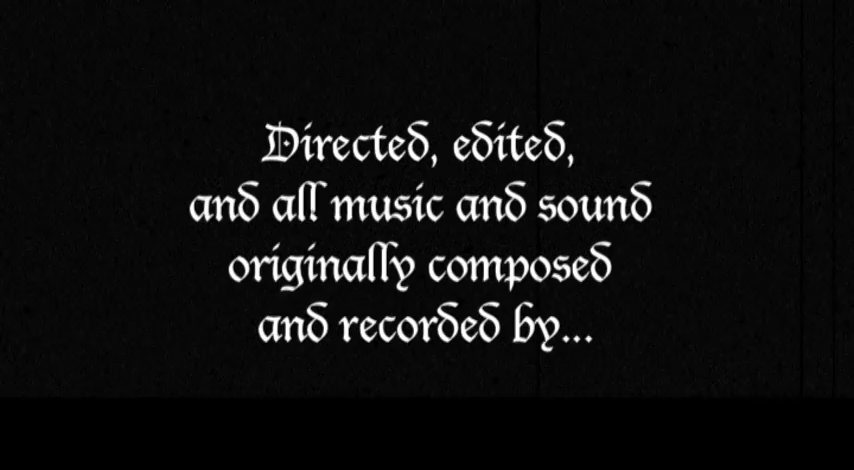 Directed, edited,
and all music and sound
originally composed
and recorded by...